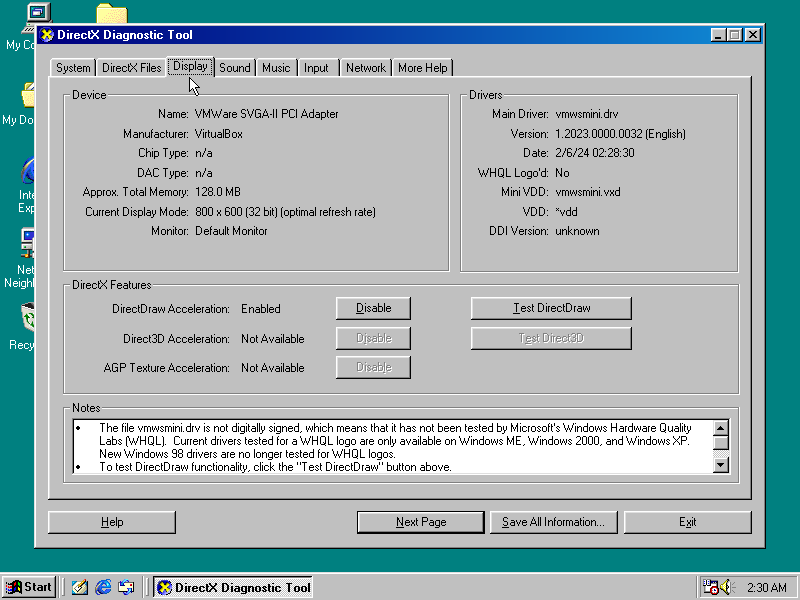 My Co
DirectX Diagnostic Tool
System DirectX Files Display Sound Music Input Network More Help
Device
Name: VMWare SVGA-II PCI Adapter
Manufacturer: VirtualBox
Chip Type: n/a
DAC Type: n/a
Approx. Total Memory: 128.0 MB
Current Display Mode: 800 x 600 (32 bit) (optimal refresh rate)
Monitor: Default Monitor
Drivers
Main Driver: vmwsmini.drv
Version: 1.2023.0000.0032 (English)
Date: 2/6/24 02:28:30
WHQL Logo'd: No
Mini VDD: vmwsmini.vxd
VDD: *vdd
DDI Version: unknown
My Do
Inte
Exp
Net
Neighl
Recy
DirectX Features
DirectDraw Acceleration: Enabled Disable Test DirectDraw
Direct3D Acceleration: Not Available Disable Test Direct3D
AGP Texture Acceleration: Not Available Disable
Notes
• The file vmwsmini.drv is not digitally signed, which means that it has not been tested by Microsoft's Windows Hardware Quality
Labs (WHQL). Current drivers tested for a WHQL logo are only available on Windows ME, Windows 2000, and Windows XP.
New Windows 98 drivers are no longer tested for WHQL logos.
• To test DirectDraw functionality, click the "Test DirectDraw" button above.
Help Next Page Save All Information... Exit
Start DirectX Diagnostic Tool 2:30 AM